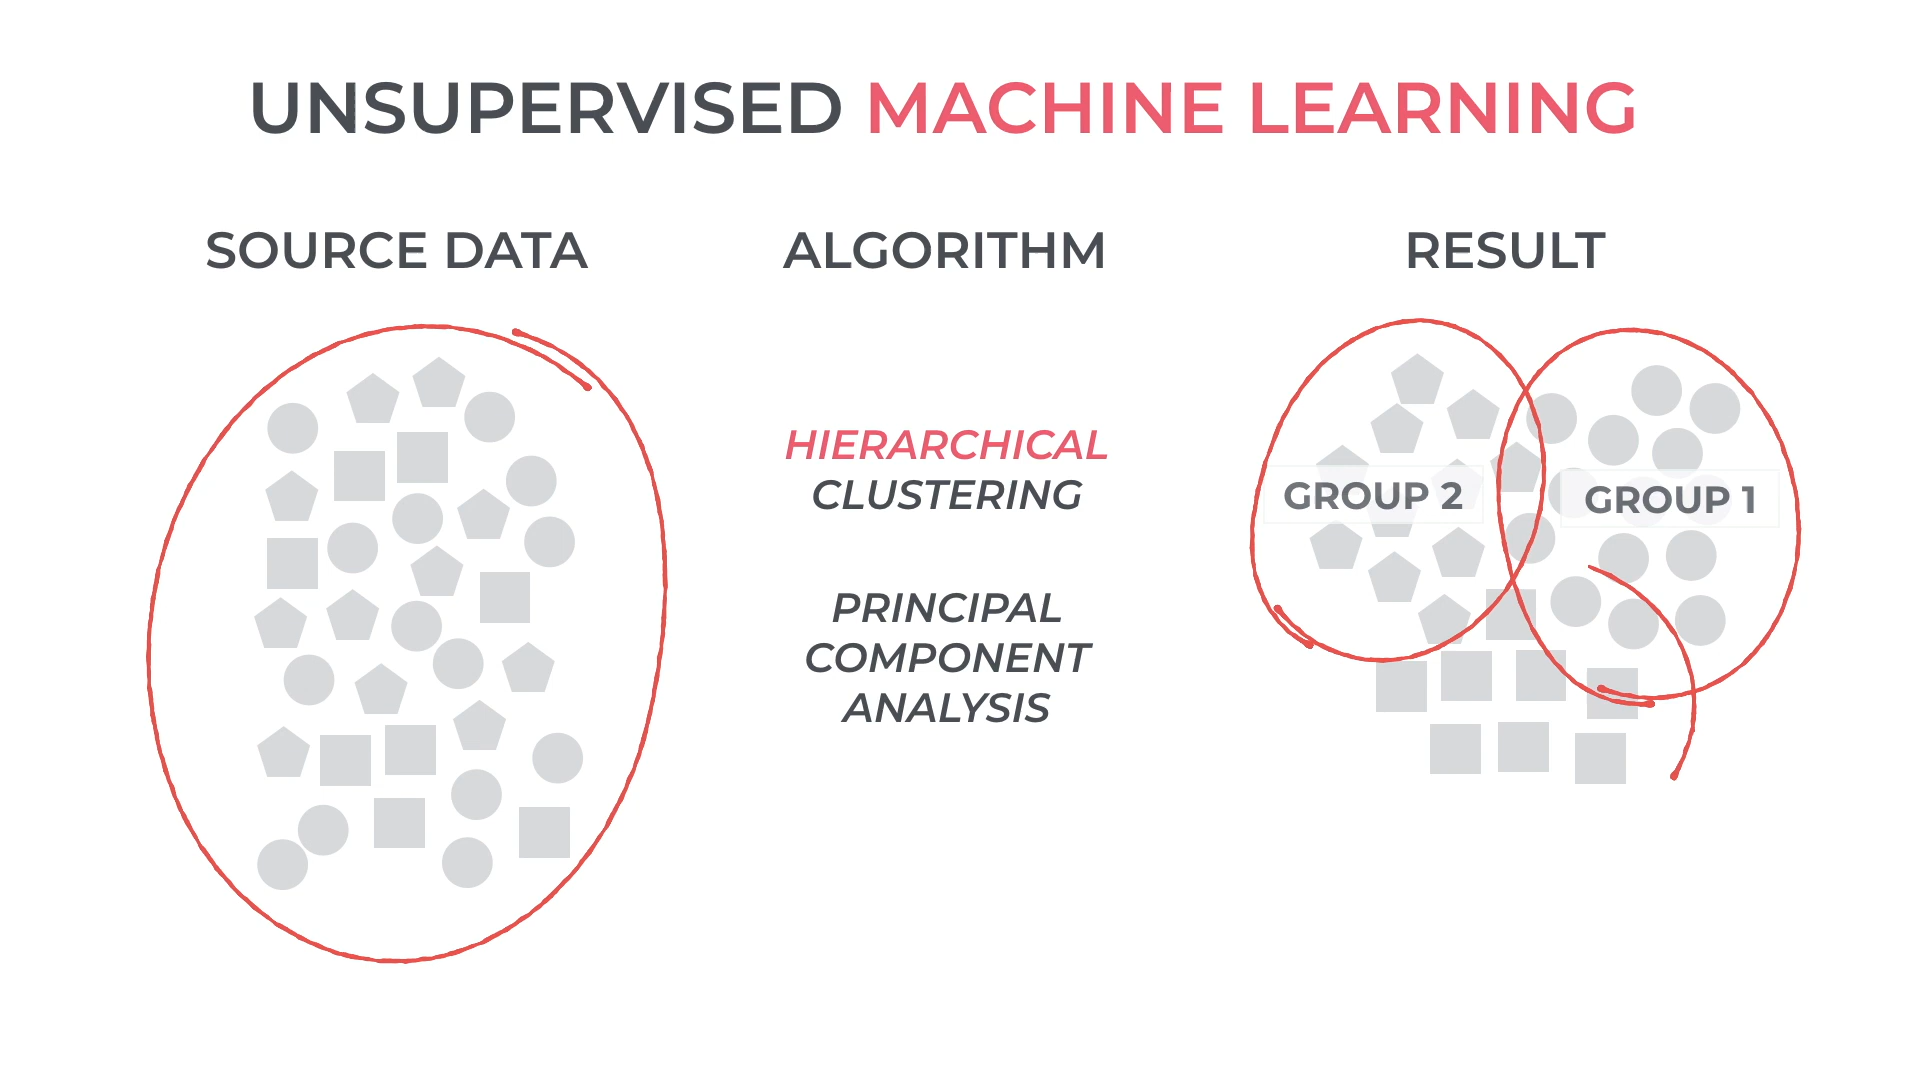 UNSUPERVISED MACHINE LEARNING
SOURCE DATA
ALGORITHM
RESULT
HIERARCHICAL
CLUSTERING
PRINCIPAL
COMPONENT
ANALYSIS
GROUP 2
GROUP 1